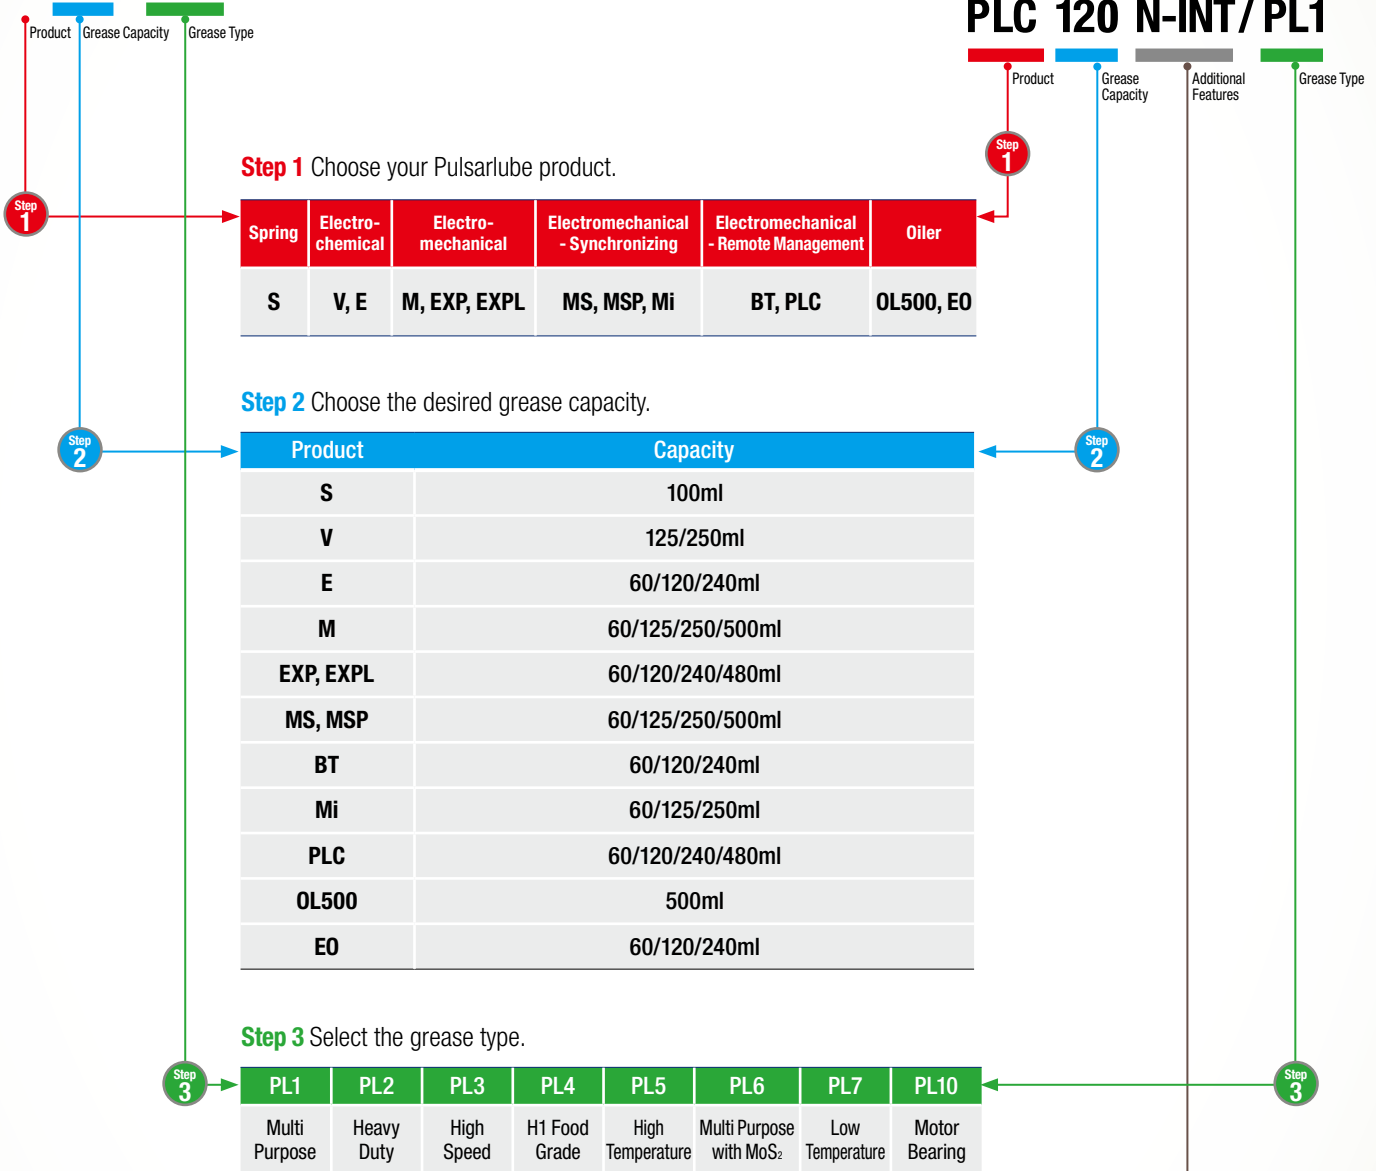 PLC 120 N-INT / PL1
Product Grease Capacity Grease Type
Product Grease Capacity Additional Features Grease Type
Step 1
Step 1 Choose your Pulsarlube product.
Step 1
Spring Electro-chemical Electro-mechanical Electromechanical - Synchronizing Electromechanical - Remote Management Oiler
S V, E M, EXP, EXPL MS, MSP, Mi BT, PLC OL500, EO
Step 2 Choose the desired grease capacity.
Step 2
Product Capacity
Step 2
S 100ml
V 125/250ml
E 60/120/240ml
M 60/125/250/500ml
EXP, EXPL 60/120/240/480ml
MS, MSP 60/125/250/500ml
BT 60/120/240ml
Mi 60/125/250ml
PLC 60/120/240/480ml
OL500 500ml
EO 60/120/240ml
Step 3 Select the grease type.
Step 3
PL1 PL2 PL3 PL4 PL5 PL6 PL7 PL10
Step 3
Multi Purpose Heavy Duty High Speed H1 Food Grade High Temperature Multi Purpose with MoS₂ Low Temperature Motor Bearing